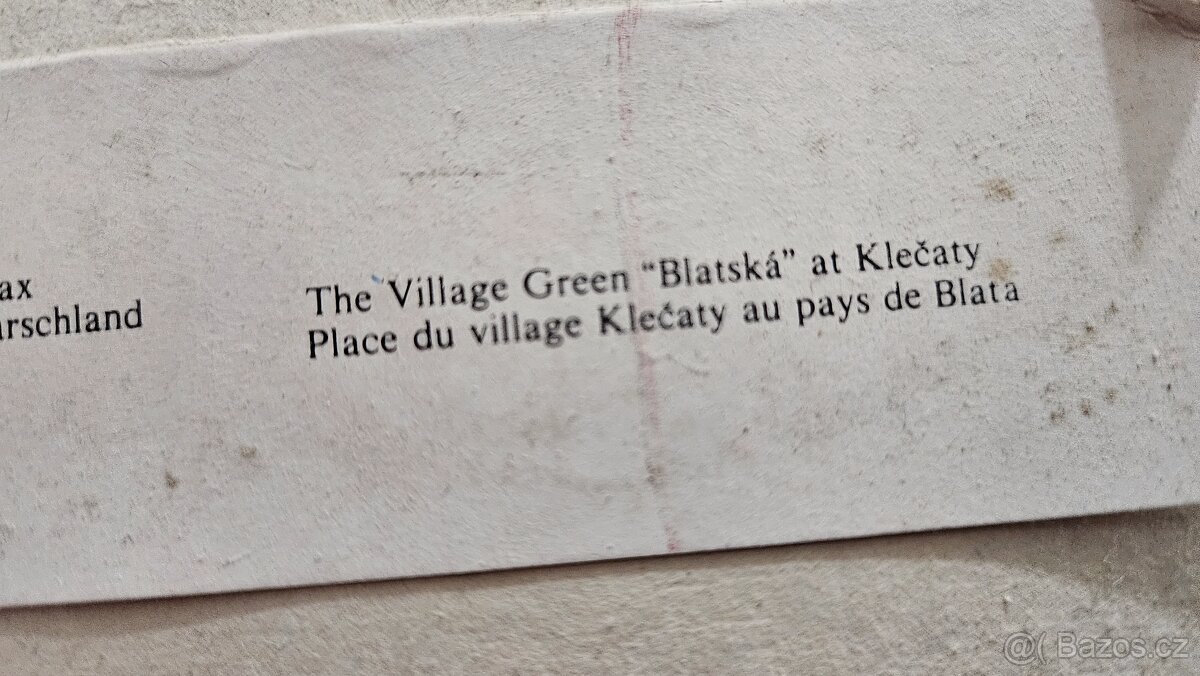 ax
arschland
The Village Green “Blatská” at Klečaty
Place du village Klečaty au pays de Blata
@( Bazos.cz